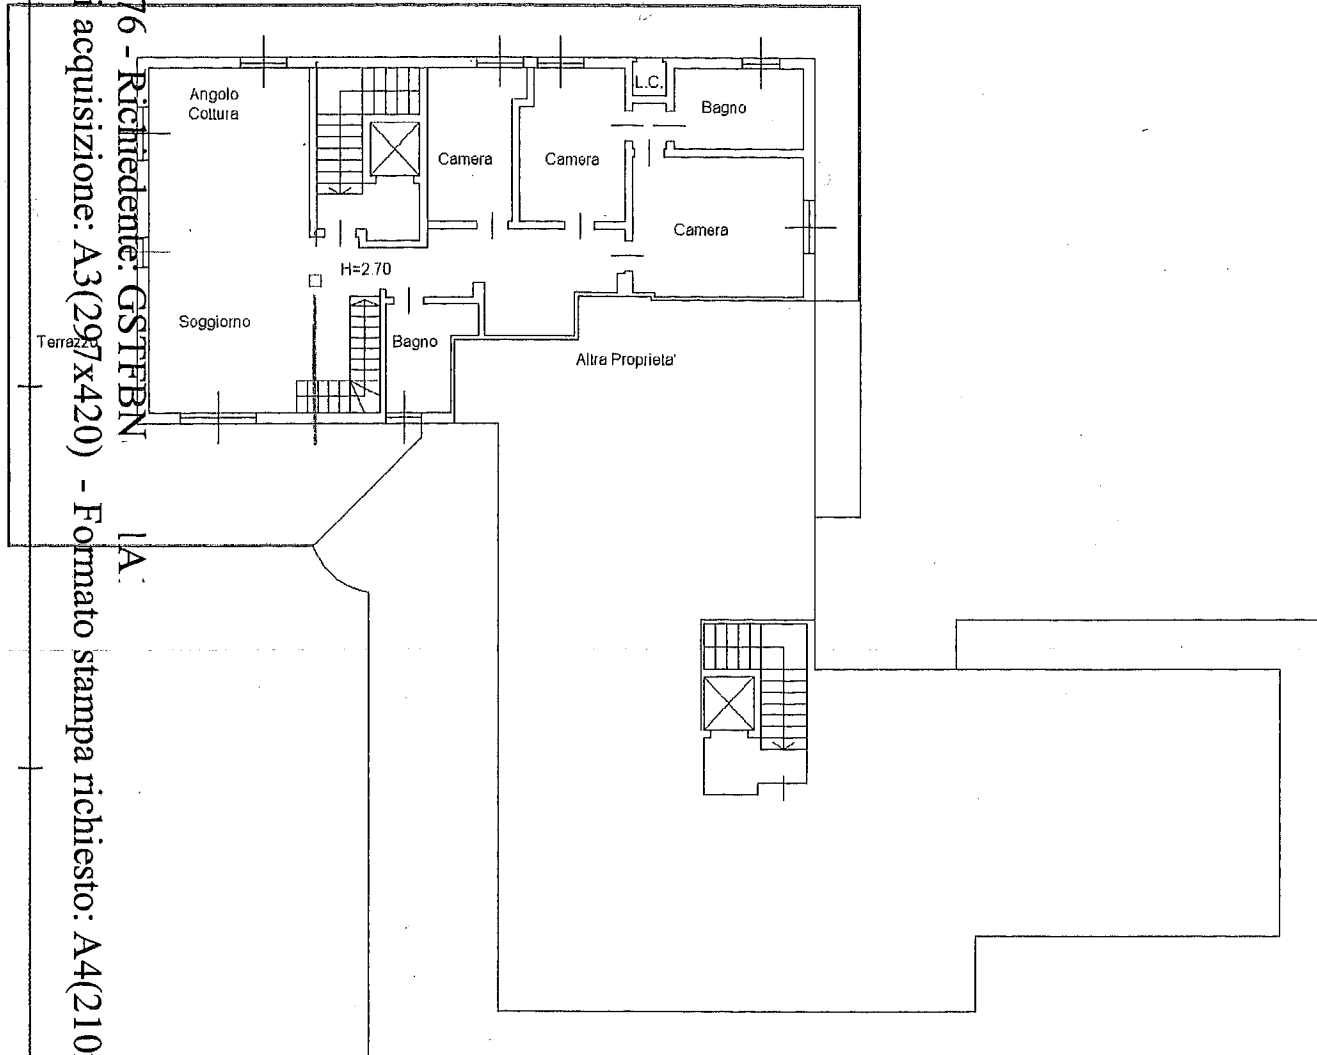 76 - Richiedente: GSTFBN
i acquisizione: A3(297x420) - Formato stampa richiesto: A4(210
Angolo
Cottura
L.C.
Bagno
Camera
Camera
Camera
H=2.70
Soggiorno
Terrazzo
Bagno
Altra Proprieta'